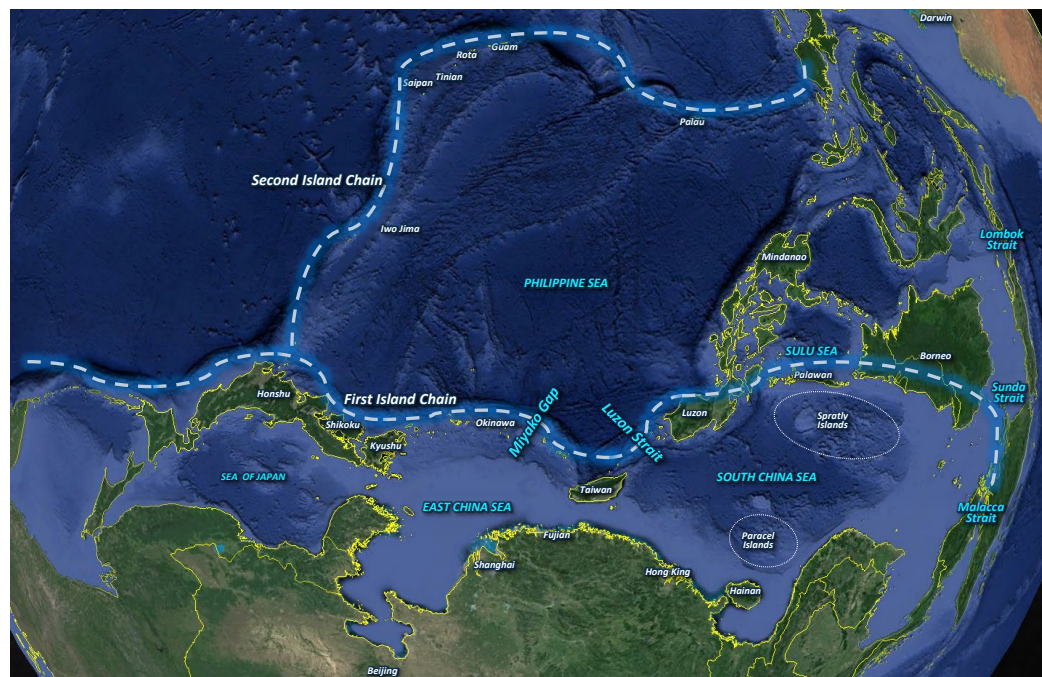 Darwin
Guam
Rota
Tinian
Saipan
Palau
Second Island Chain
Iwo Jima
Lombok
Strait
Mindanao
PHILIPPINE SEA
SULU SEA
Borneo
Palawan
Honshu
First Island Chain
Sunda
Strait
Shikoku
Okinawa
Miyako Gap
Luzon Strait
Luzon
Spratly
Islands
Kyushu
SEA OF JAPAN
SOUTH CHINA SEA
Taiwan
EAST CHINA SEA
Malacca
Strait
Fujian
Paracel
Islands
Shanghai
Hong King
Hainan
Beijing